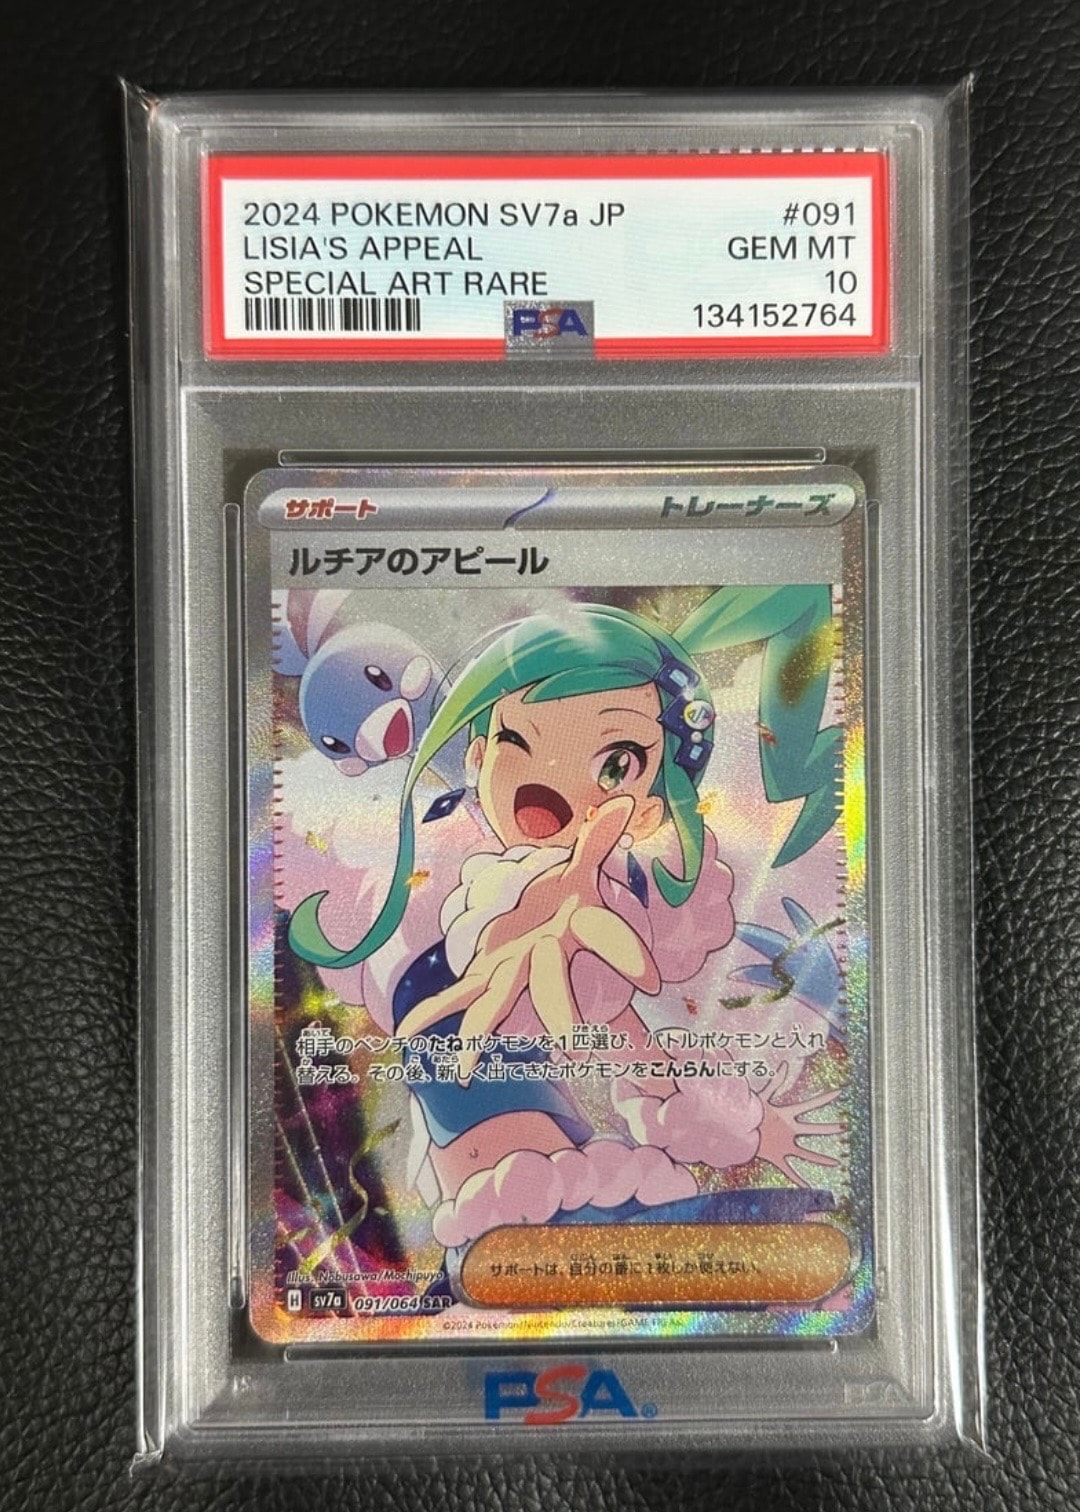 2024 POKEMON SV7a JP #091
LISIA'S APPEAL GEM MT
SPECIAL ART RARE 10
PSA 134152764
サポート トレーナーズ
ルチアのアピール
相手のベンチのたねポケモンを1匹選び、バトルポケモンと入れ
替える。その後、新しく出てきたポケモンをこんらんにする。
サポートは、自分の番に1枚しか使えない。
Illus. Nobusawa/Mochipuyo
H sv7a 091/064 SAR
©2024 Pokémon/Nintendo/Creatures/GAME FREAK
PSA®